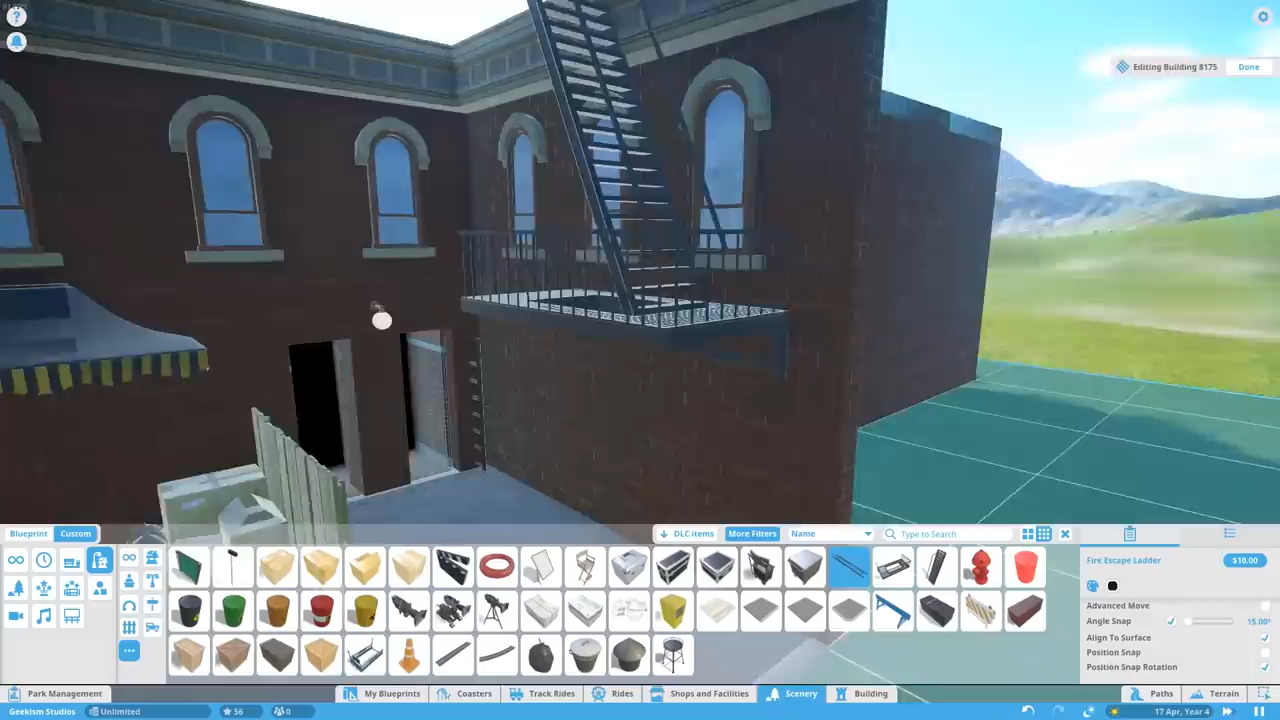 Editing Building 8175 Done
Blueprint Custom
DLC items More Filters Name Type to Search
Fire Escape Ladder $10.00
Advanced Move
Angle Snap 15.00°
Align To Surface
Position Snap
Position Snap Rotation
Park Management My Blueprints Coasters Track Rides Rides Shops and Facilities Scenery Building Paths Terrain
Geekism Studios Unlimited 56 0 17 Apr, Year 4